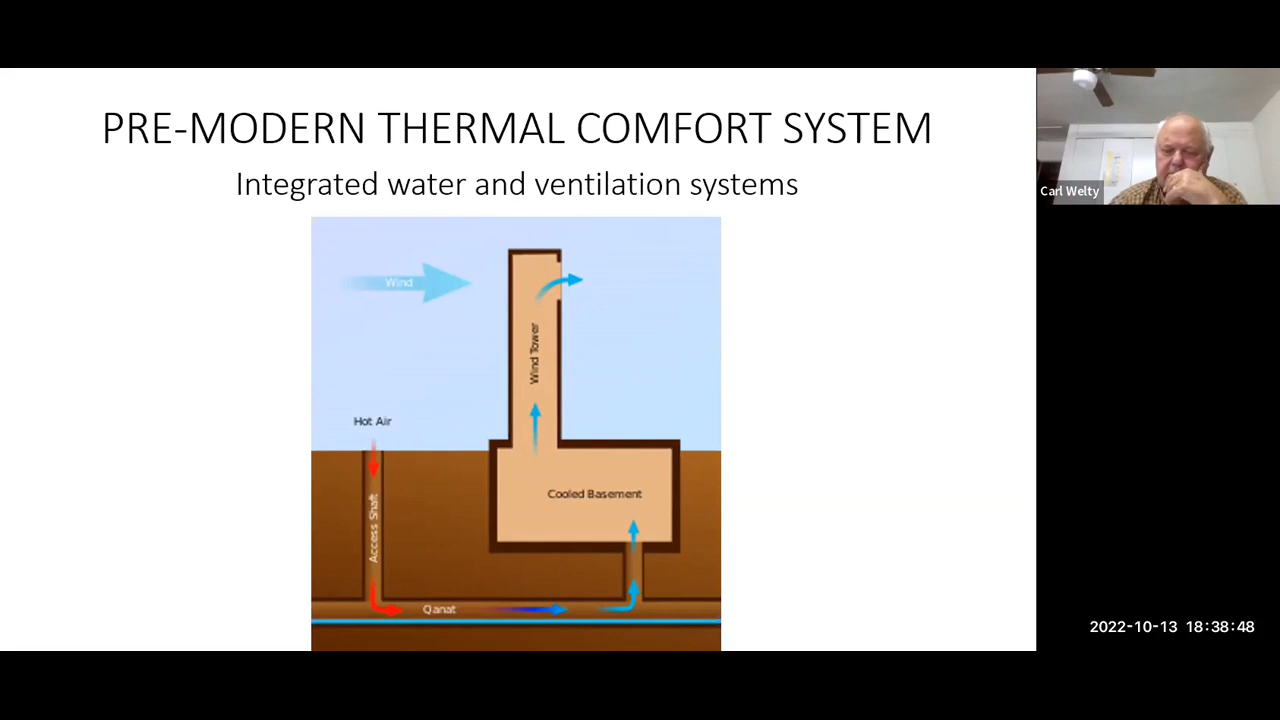 PRE-MODERN THERMAL COMFORT SYSTEM
Integrated water and ventilation systems
Wind
Wind Tower
Hot Air
Cooled Basement
Access Shaft
Qanat
Carl Welty
2022-10-13 18:38:48